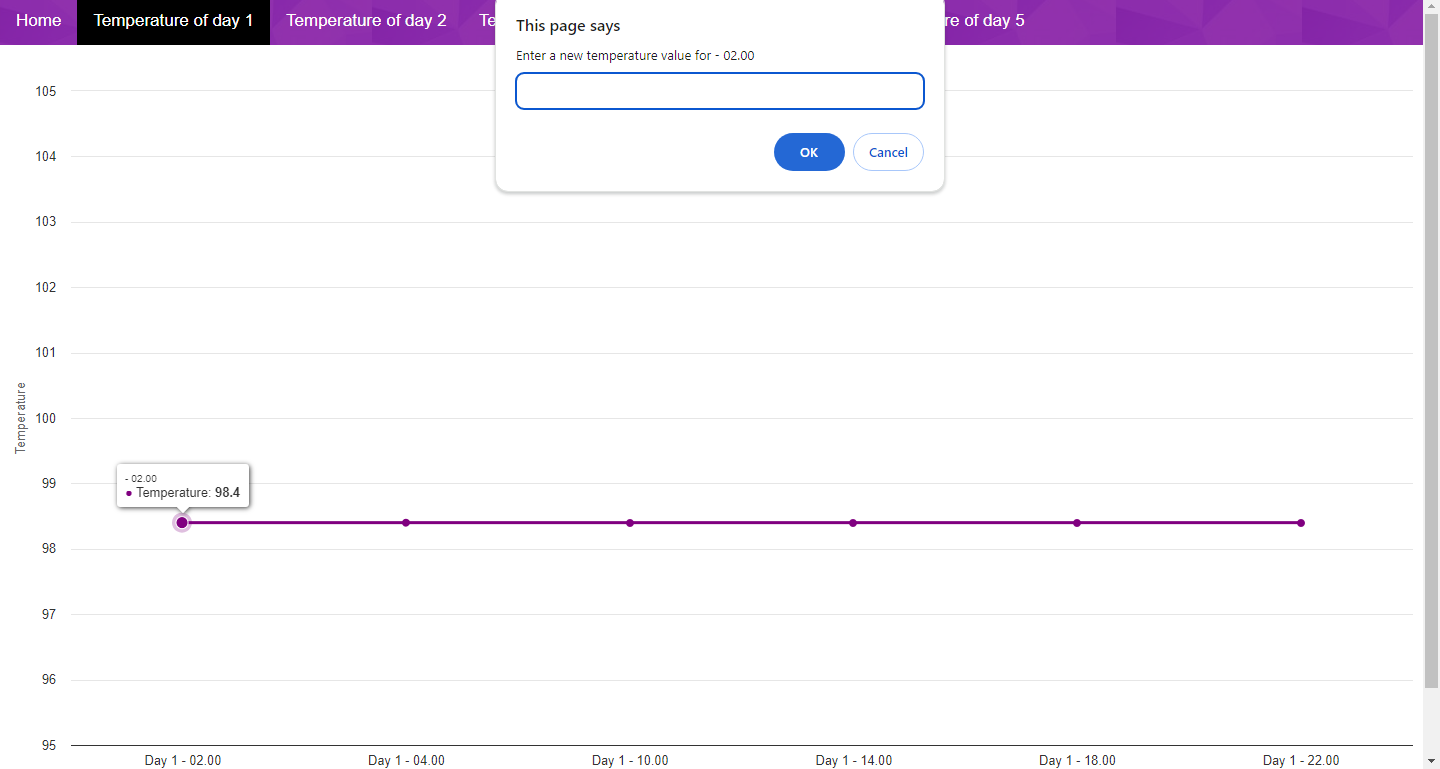 Home
Temperature of day 1
Temperature of day 2
Te
re of day 5
This page says
Enter a new temperature value for - 02.00
OK
Cancel
105
104
103
102
101
100
99
98
97
96
95
Temperature
- 02.00
● Temperature: 98.4
Day 1 - 02.00
Day 1 - 04.00
Day 1 - 10.00
Day 1 - 14.00
Day 1 - 18.00
Day 1 - 22.00